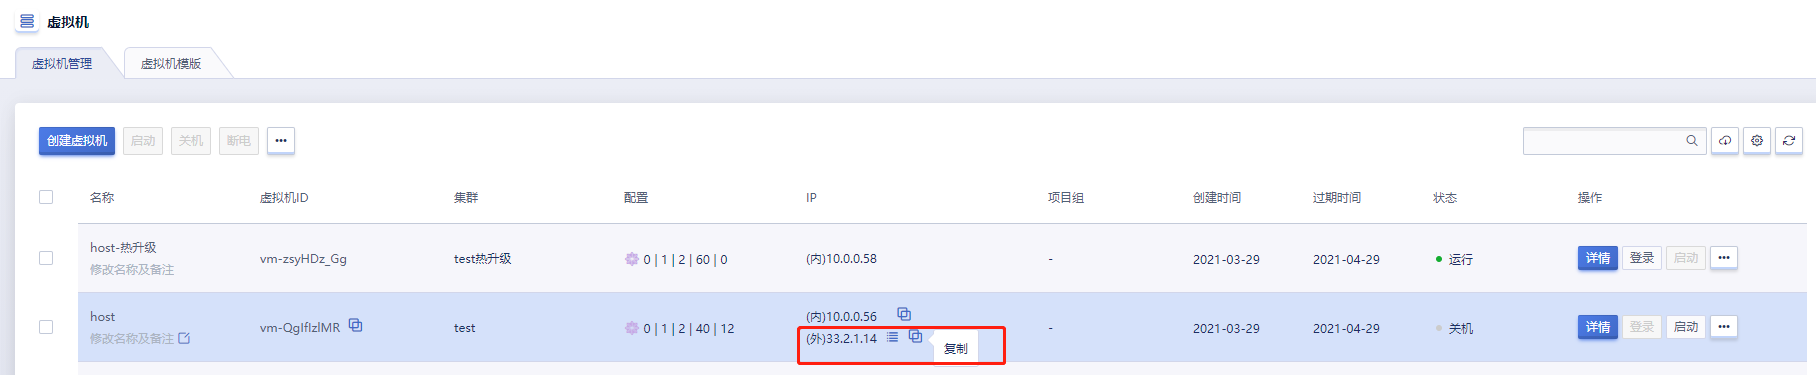 虚拟机
虚拟机管理 虚拟机模版
创建虚拟机 启动 关机 断电 •••
名称 虚拟机ID 集群 配置 IP 项目组 创建时间 过期时间 状态 操作
host-热升级
修改名称及备注
vm-zsyHDz_Gg test热升级 0 | 1 | 2 | 60 | 0 (内)10.0.0.58 - 2021-03-29 2021-04-29 运行 详情 登录 启动 •••
host
修改名称及备注
vm-QgIfIzlMR test 0 | 1 | 2 | 40 | 12
(内)10.0.0.56
(外)33.2.1.14 复制
- 2021-03-29 2021-04-29 关机 详情 登录 启动 •••